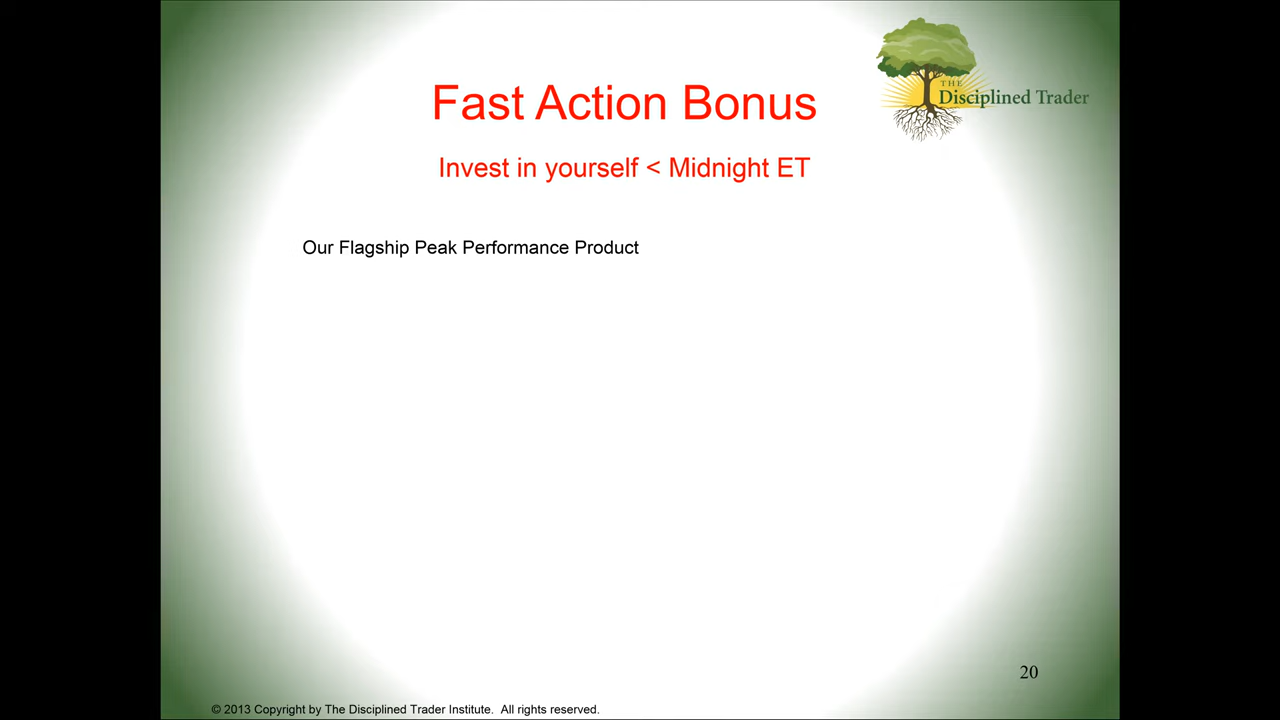 THE
Disciplined Trader
Fast Action Bonus
Invest in yourself < Midnight ET
Our Flagship Peak Performance Product
20
© 2013 Copyright by The Disciplined Trader Institute. All rights reserved.